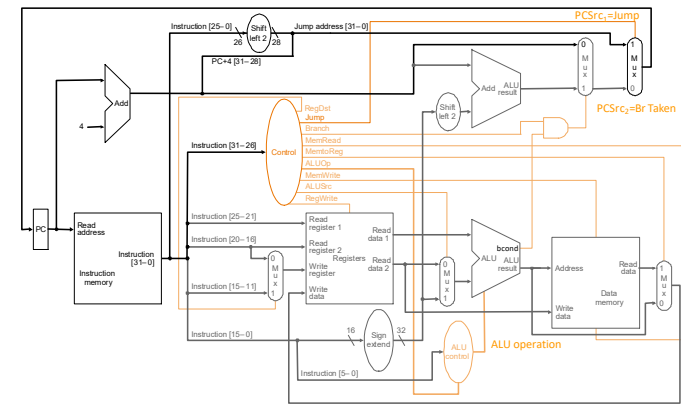 Instruction [25–0]
26
Shift
left 2
28
Jump address [31–0]
PC+4 [31–28]
PCSrc1=Jump
Add
4
0
M
u
x
1
1
M
u
x
0
Add
ALU
result
Shift
left 2
PCSrc2=Br Taken
RegDst
Jump
Branch
MemRead
MemtoReg
ALUOp
MemWrite
ALUSrc
RegWrite
Control
Instruction [31–26]
PC
Read
address
Instruction
[31–0]
Instruction
memory
Instruction [25–21]
Instruction [20–16]
Instruction [15–11]
0
M
u
x
1
Read
register 1
Read
register 2
Write
register
Write
data
Registers
Read
data 1
Read
data 2
0
M
u
x
1
bcond
ALU
ALU
result
Address
Write
data
Read
data
Data
memory
1
M
u
x
0
Instruction [15–0]
16
Sign
extend
32
Instruction [5–0]
ALU
control
ALU operation